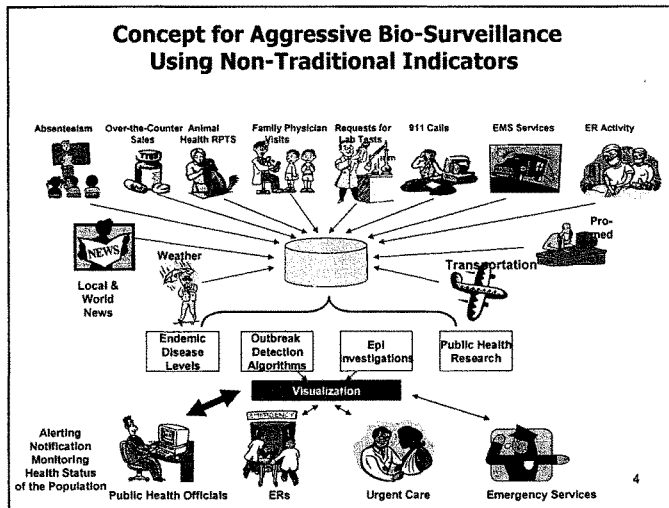 Concept for Aggressive Bio-Surveillance
Using Non-Traditional Indicators
Absenteeism
Over-the-Counter
Sales
Animal
Health RPTS
Family Physician
Visits
Requests for
Lab Tests
911 Calls
EMS Services
ER Activity
NEWS
Local &
World
News
Weather
Transportation
Pro-
med
Endemic
Disease
Levels
Outbreak
Detection
Algorithms
Epi
Investigations
Public Health
Research
Visualization
EMERGENCY
Alerting
Notification
Monitoring
Health Status
of the Population
Public Health Officials
ERs
Urgent Care
Emergency Services
4